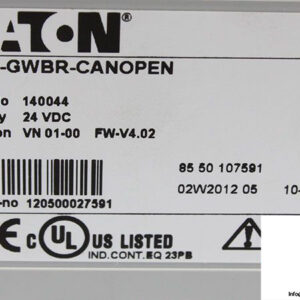 EATON
-GWBR-CANOPEN
o 140044
y 24 VDC
on VN 01-00 FW-V4.02
85 50 107591
02W2012 05 10-
-no 120500027591
c UL US LISTED
IND.CONT.EQ 23PB